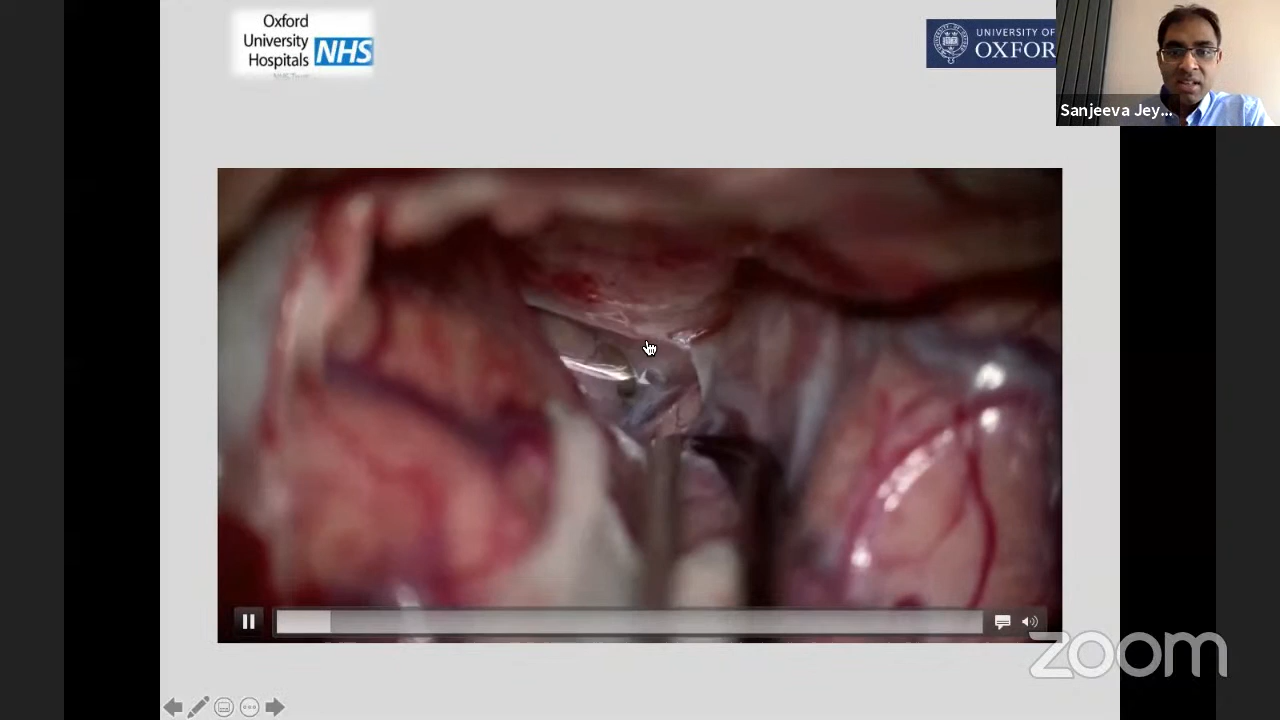 Oxford
University
Hospitals NHS
UNIVERSITY OF
OXFOR
Sanjeeva Jey...
zoom